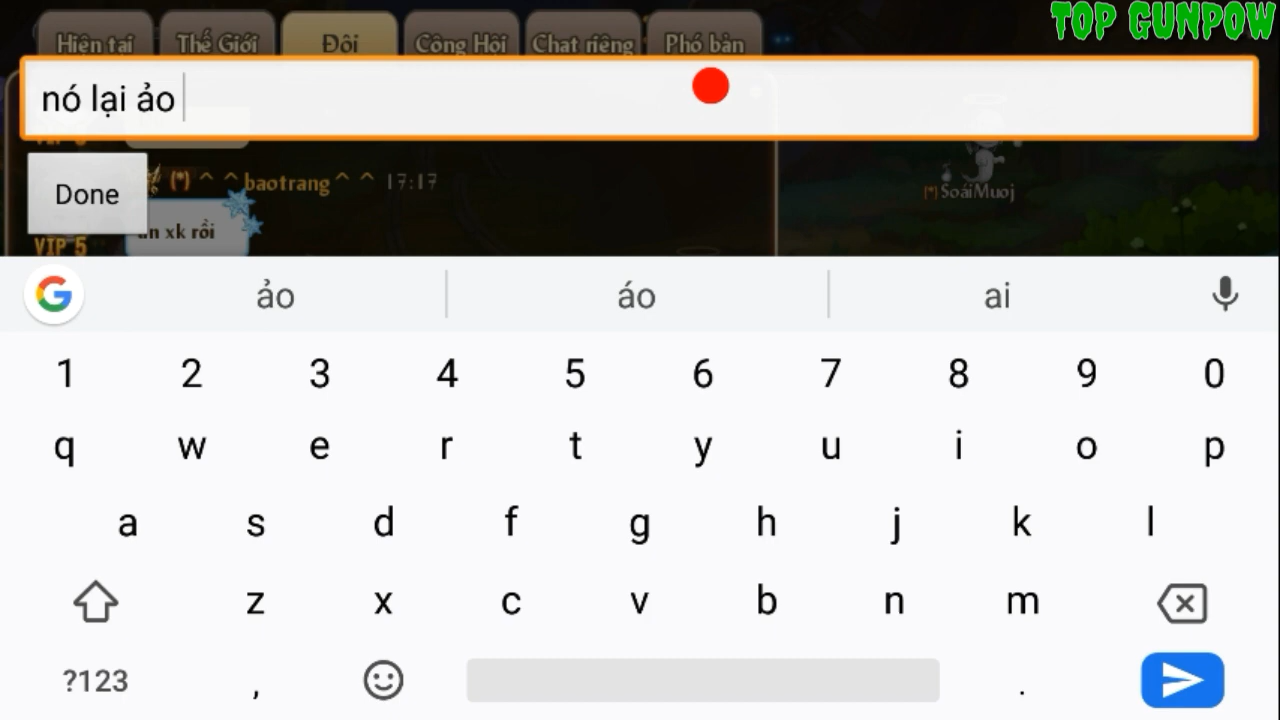 TOP GUNPOW
Hiện tại Thế Giới Đội Công Hội Chat riêng Phó bản
nó lại ảo
Done
(*) ^ ^ baotrang ^ ^ 17:17
xk rồi
VIP 5
(*) SoáiMuoj
ảo áo ai
1 2 3 4 5 6 7 8 9 0
q w e r t y u i o p
a s d f g h j k l
z x c v b n m
?123 , .